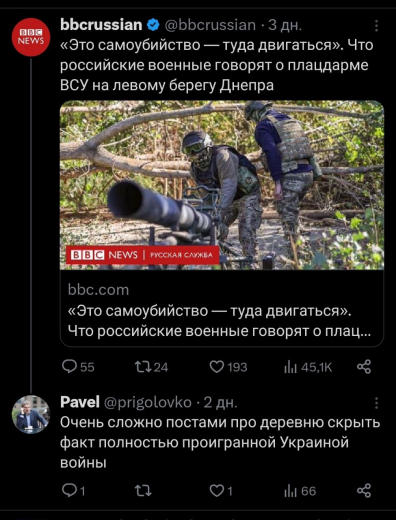 bbcrussian @bbcrussian · 3 дн.
«Это самоубийство — туда двигаться». Что
российские военные говорят о плацдарме
ВСУ на левому берегу Днепра
BBC NEWS
BBC NEWS | РУССКАЯ СЛУЖБА
bbc.com
«Это самоубийство — туда двигаться».
Что российские военные говорят о плац...
55 24 193 45,1K
Pavel @prigolovko · 2 дн.
Очень сложно постами про деревню скрыть
факт полностью проигранной Украиной
войны
1 1 66